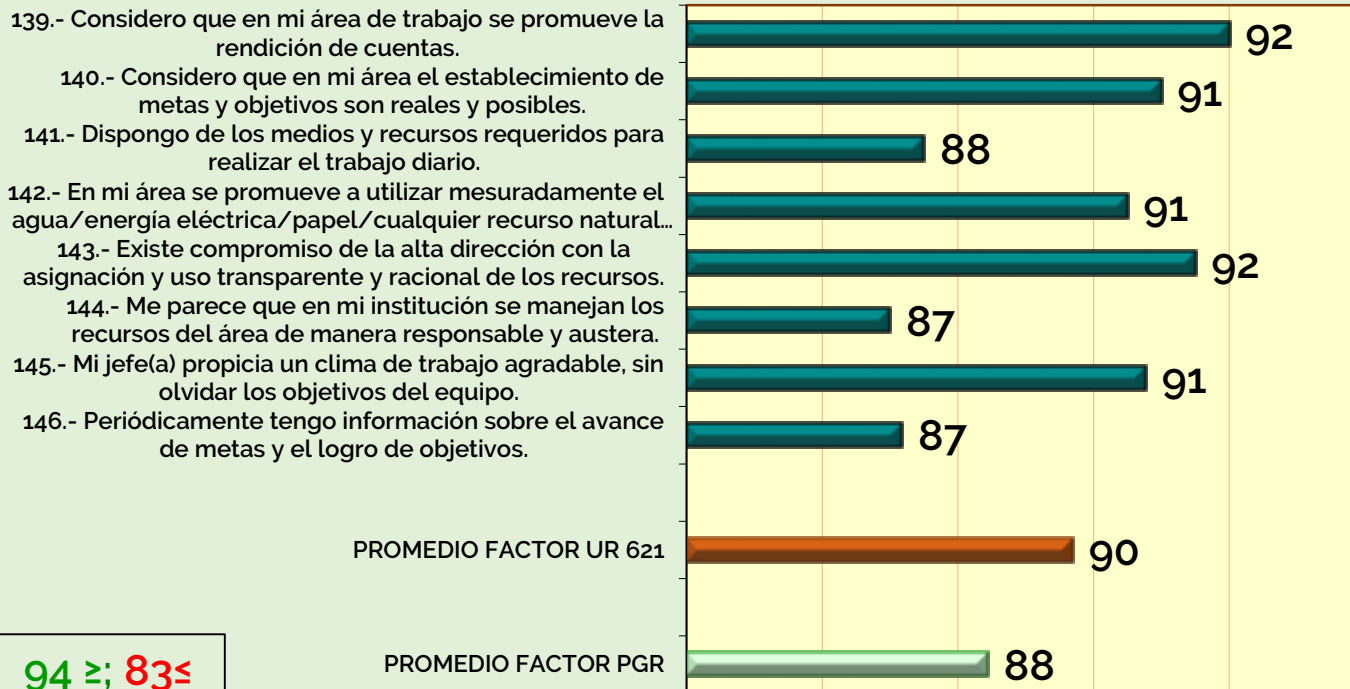 139.- Considero que en mi área de trabajo se promueve la
rendición de cuentas.
92
140.- Considero que en mi área el establecimiento de
metas y objetivos son reales y posibles.
91
141.- Dispongo de los medios y recursos requeridos para
realizar el trabajo diario.
88
142.- En mi área se promueve a utilizar mesuradamente el
agua/energía eléctrica/papel/cualquier recurso natural...
91
143.- Existe compromiso de la alta dirección con la
asignación y uso transparente y racional de los recursos.
92
144.- Me parece que en mi institución se manejan los
recursos del área de manera responsable y austera.
87
145.- Mi jefe(a) propicia un clima de trabajo agradable, sin
olvidar los objetivos del equipo.
91
146.- Periódicamente tengo información sobre el avance
de metas y el logro de objetivos.
87
PROMEDIO FACTOR UR 621
90
PROMEDIO FACTOR PGR
88
94 ≥; 83≤